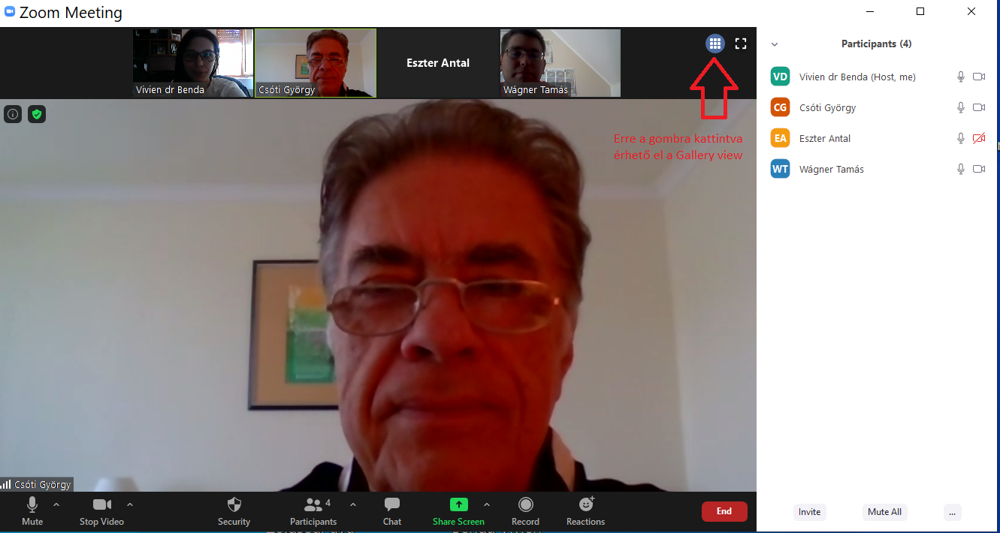 Zoom Meeting
Vivien dr Benda
Csóti György
Eszter Antal
Wágner Tamás
Erre a gombra kattintva
érhető el a Gallery view
Csóti György
Mute
Stop Video
Security
4
Participants
Chat
Share Screen
Record
Reactions
End
Participants (4)
VD Vivien dr Benda (Host, me)
CG Csóti György
EA Eszter Antal
WT Wágner Tamás
Invite
Mute All
...